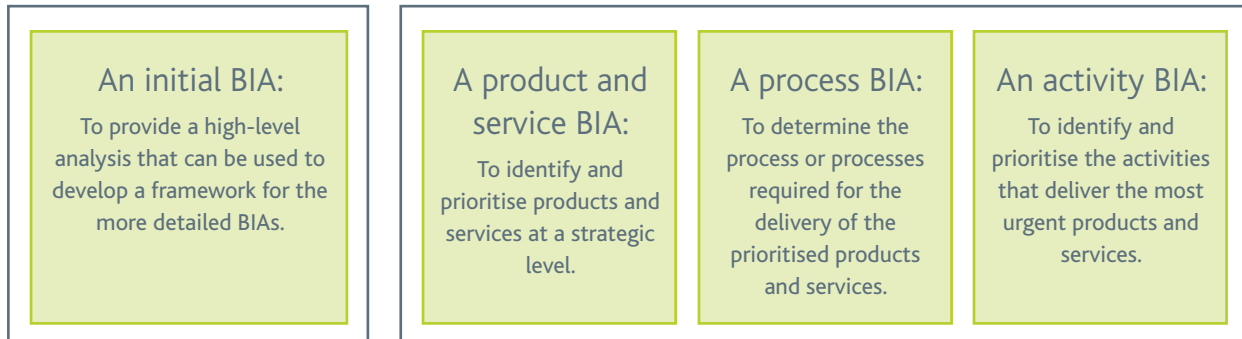 An initial BIA:
To provide a high-level
analysis that can be used to
develop a framework for the
more detailed BIAs.
A product and
service BIA:
To identify and
prioritise products and
services at a strategic
level.
A process BIA:
To determine the
process or processes
required for the
delivery of the
prioritised products
and services.
An activity BIA:
To identify and
prioritise the activities
that deliver the most
urgent products and
services.